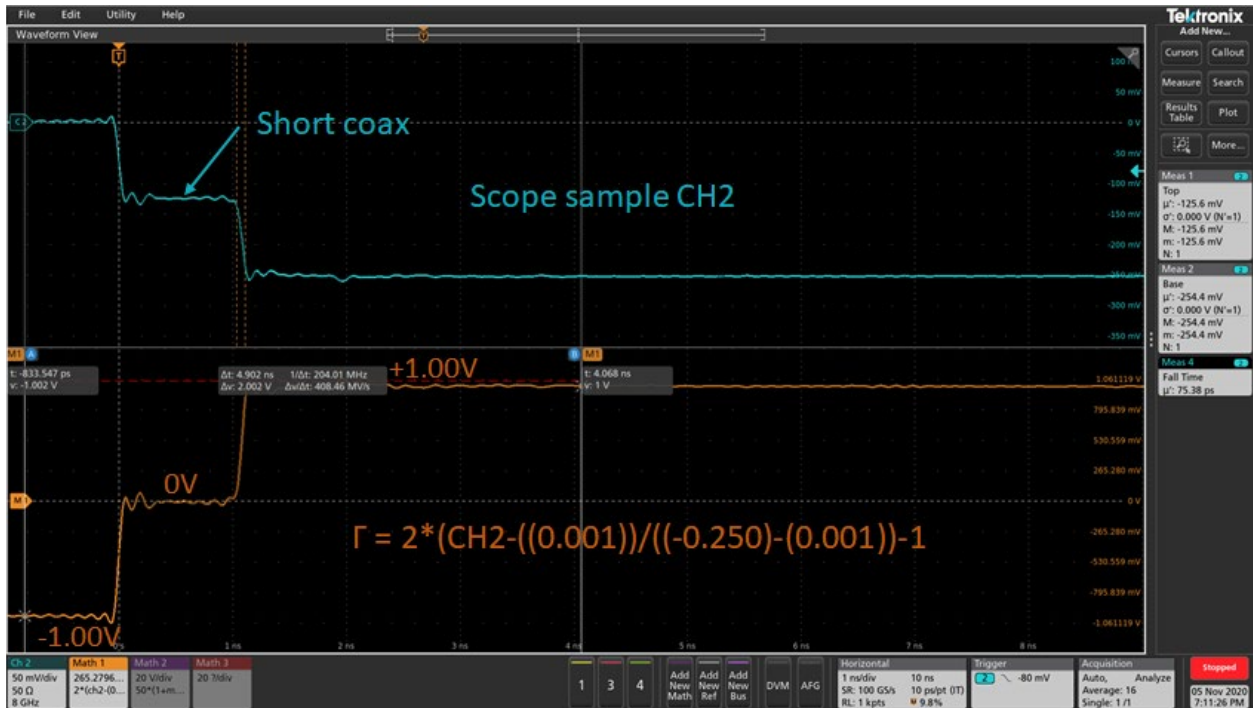 File Edit Utility Help
Tektronix
Waveform View
Add New...
Cursors Callout
Measure Search
Results Table Plot
More...
T
T
100 mV
50 mV
0 V
-50 mV
-100 mV
-150 mV
-200 mV
-250 mV
-300 mV
-350 mV
C2
Short coax
Scope sample CH2
Meas 1 2
Top
µ': -125.6 mV
σ': 0.000 V (N'=1)
M: -125.6 mV
m: -125.6 mV
N: 1
Meas 2 2
Base
µ': -254.4 mV
σ': 0.000 V (N'=1)
M: -254.4 mV
m: -254.4 mV
N: 1
Meas 4 2
Fall Time
µ': 75.38 ps
M1 A
t: -833.547 ps
v: -1.002 V
Δt: 4.902 ns 1/Δt: 204.01 MHz
Δv: 2.002 V Δv/Δt: 408.46 MV/s
+1.00V
B M1
t: 4.068 ns
v: 1 V
1.061119 V
795.839 mV
530.559 mV
265.280 mV
0 V
-265.280 mV
-530.559 mV
-795.839 mV
-1.061119 V
M1
0V
Γ = 2*(CH2-((0.001))/((-0.250)-(0.001))-1
-1.00V
0 s 1 ns 2 ns 3 ns 4 ns 5 ns 6 ns 7 ns 8 ns
Ch 2
50 mV/div
50 Ω
8 GHz
Math 1
265.2796...
2*(ch2-(0...
Math 2
20 V/div
50*(1+m...
Math 3
20 ?/div
1 3 4
Add New Math
Add New Ref
Add New Bus
DVM AFG
Horizontal
1 ns/div 10 ns
SR: 100 GS/s 10 ps/pt (IT)
RL: 1 kpts 9.8%
Trigger
2 -80 mV
Acquisition
Auto, Analyze
Average: 16
Single: 1 /1
Stopped
05 Nov 2020
7:11:26 PM